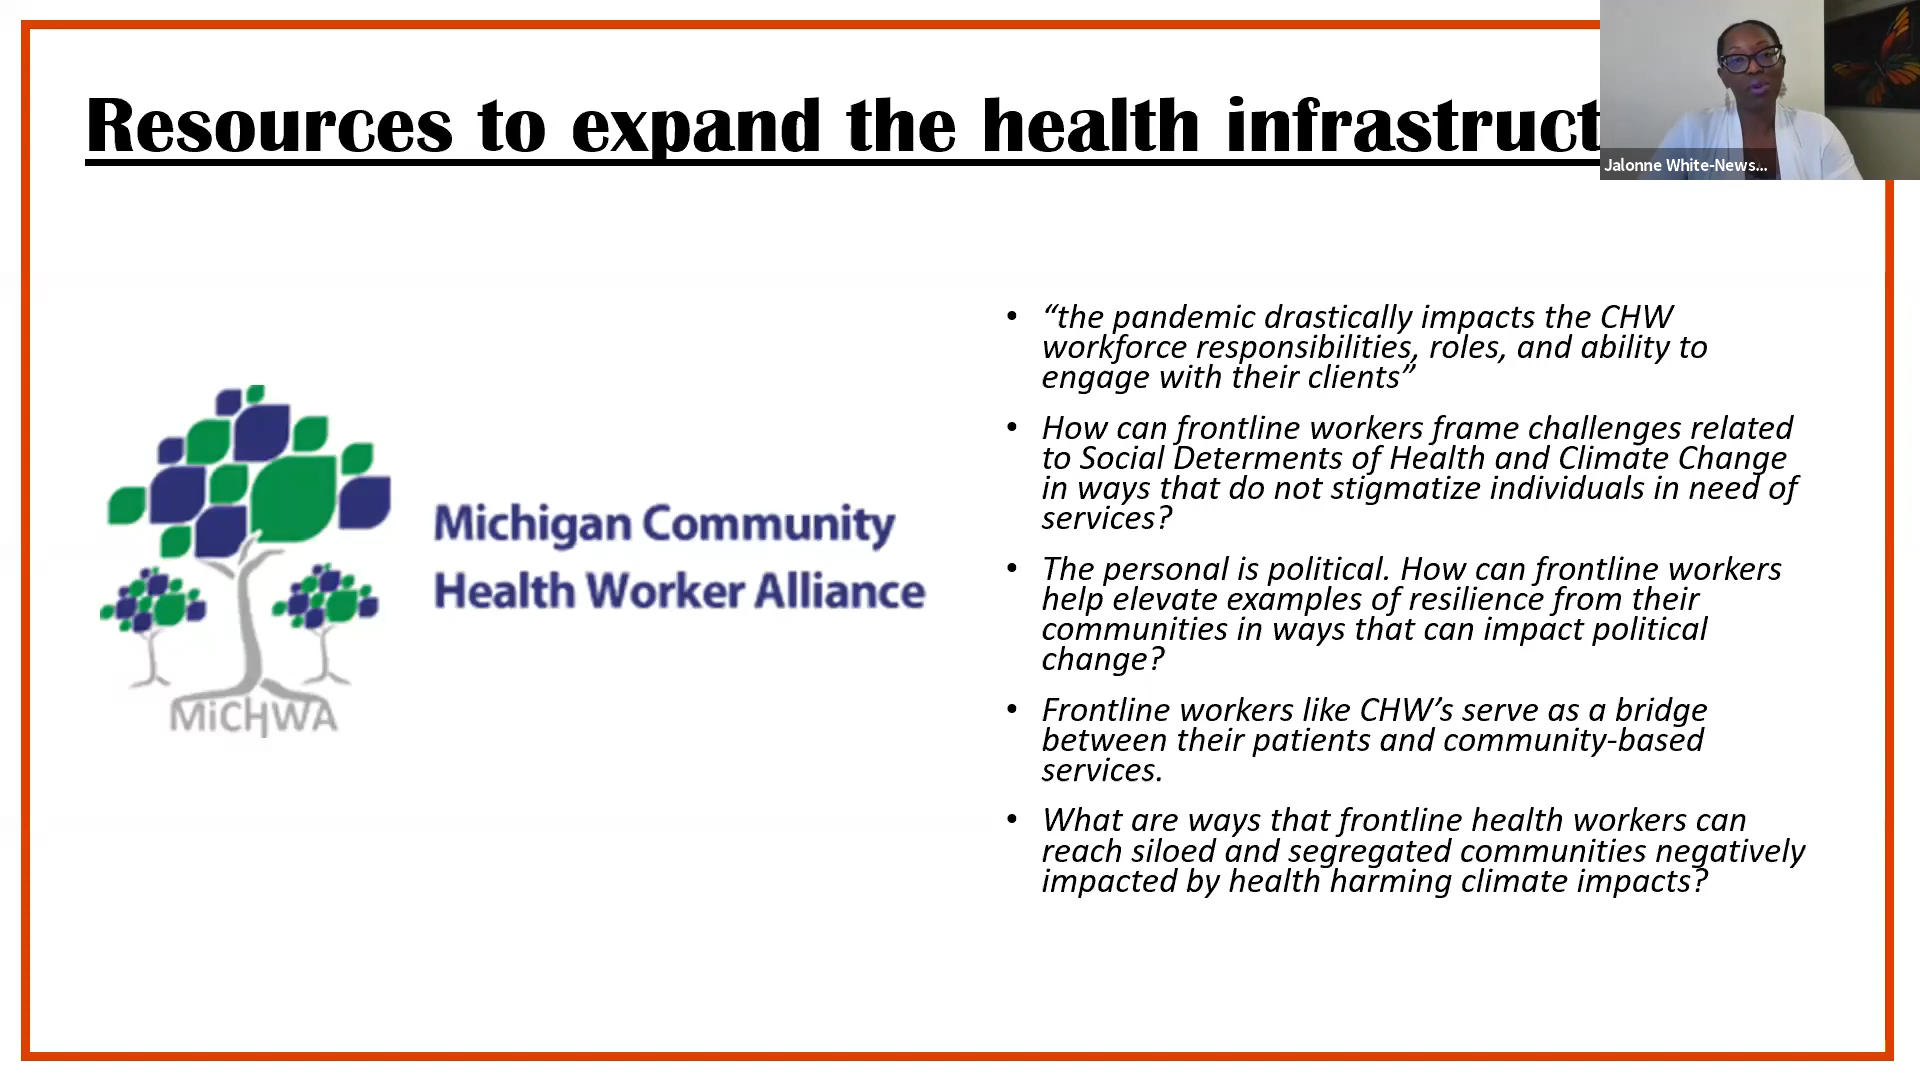 Resources to expand the health infrastruct
Jalonne White-News...
• “the pandemic drastically impacts the CHW
workforce responsibilities, roles, and ability to
engage with their clients”
• How can frontline workers frame challenges related
to Social Determents of Health and Climate Change
in ways that do not stigmatize individuals in need of
services?
• The personal is political. How can frontline workers
help elevate examples of resilience from their
communities in ways that can impact political
change?
• Frontline workers like CHW’s serve as a bridge
between their patients and community-based
services.
• What are ways that frontline health workers can
reach siloed and segregated communities negatively
impacted by health harming climate impacts?
Michigan Community
Health Worker Alliance
MiCHWA